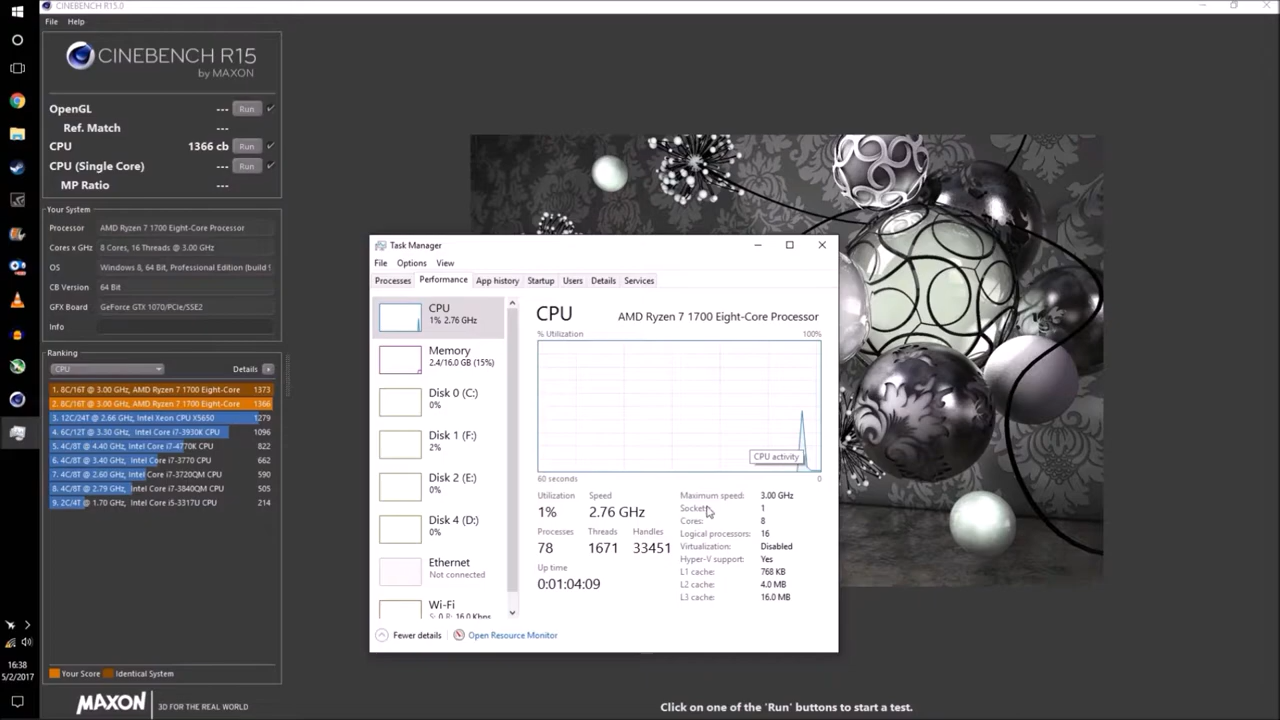 CINEBENCH R15.0
File Help
CINEBENCH R15
by MAXON
OpenGL --- Run
Ref. Match ---
CPU 1366 cb Run
CPU (Single Core) --- Run
MP Ratio ---
Your System
Processor AMD Ryzen 7 1700 Eight-Core Processor
Cores x GHz 8 Cores, 16 Threads @ 3.00 GHz
OS Windows 8, 64 Bit, Professional Edition (build 9
CB Version 64 Bit
GFX Board GeForce GTX 1070/PCIe/SSE2
Info
Ranking
CPU Details
1. 8C/16T @ 3.00 GHz, AMD Ryzen 7 1700 Eight-Core 1373
2. 8C/16T @ 3.00 GHz, AMD Ryzen 7 1700 Eight-Core 1366
3. 12C/24T @ 2.66 GHz, Intel Xeon CPU X5650 1279
4. 6C/12T @ 3.30 GHz, Intel Core i7-3930K CPU 1096
5. 4C/8T @ 4.40 GHz, Intel Core i7-4770K CPU 822
6. 4C/8T @ 3.40 GHz, Intel Core i7-3770 CPU 662
7. 4C/8T @ 2.60 GHz, Intel Core i7-3720QM CPU 590
8. 4C/8T @ 2.79 GHz, Intel Core i7-3840QM CPU 505
9. 2C/4T @ 1.70 GHz, Intel Core i5-3317U CPU 214
Your Score Identical System
MAXON 3D FOR THE REAL WORLD
Click on one of the 'Run' buttons to start a test.
16:38
5/2/2017
Task Manager
File Options View
Processes Performance App history Startup Users Details Services
CPU
1% 2.76 GHz
Memory
2.4/16.0 GB (15%)
Disk 0 (C:)
0%
Disk 1 (F:)
2%
Disk 2 (E:)
0%
Disk 4 (D:)
0%
Ethernet
Not connected
Wi-Fi
S: 0 R: 16.0 Kbps
CPU AMD Ryzen 7 1700 Eight-Core Processor
% Utilization 100%
CPU activity
60 seconds 0
Utilization Speed
1% 2.76 GHz
Processes Threads Handles
78 1671 33451
Up time
0:01:04:09
Maximum speed: 3.00 GHz
Sockets: 1
Cores: 8
Logical processors: 16
Virtualization: Disabled
Hyper-V support: Yes
L1 cache: 768 KB
L2 cache: 4.0 MB
L3 cache: 16.0 MB
Fewer details Open Resource Monitor